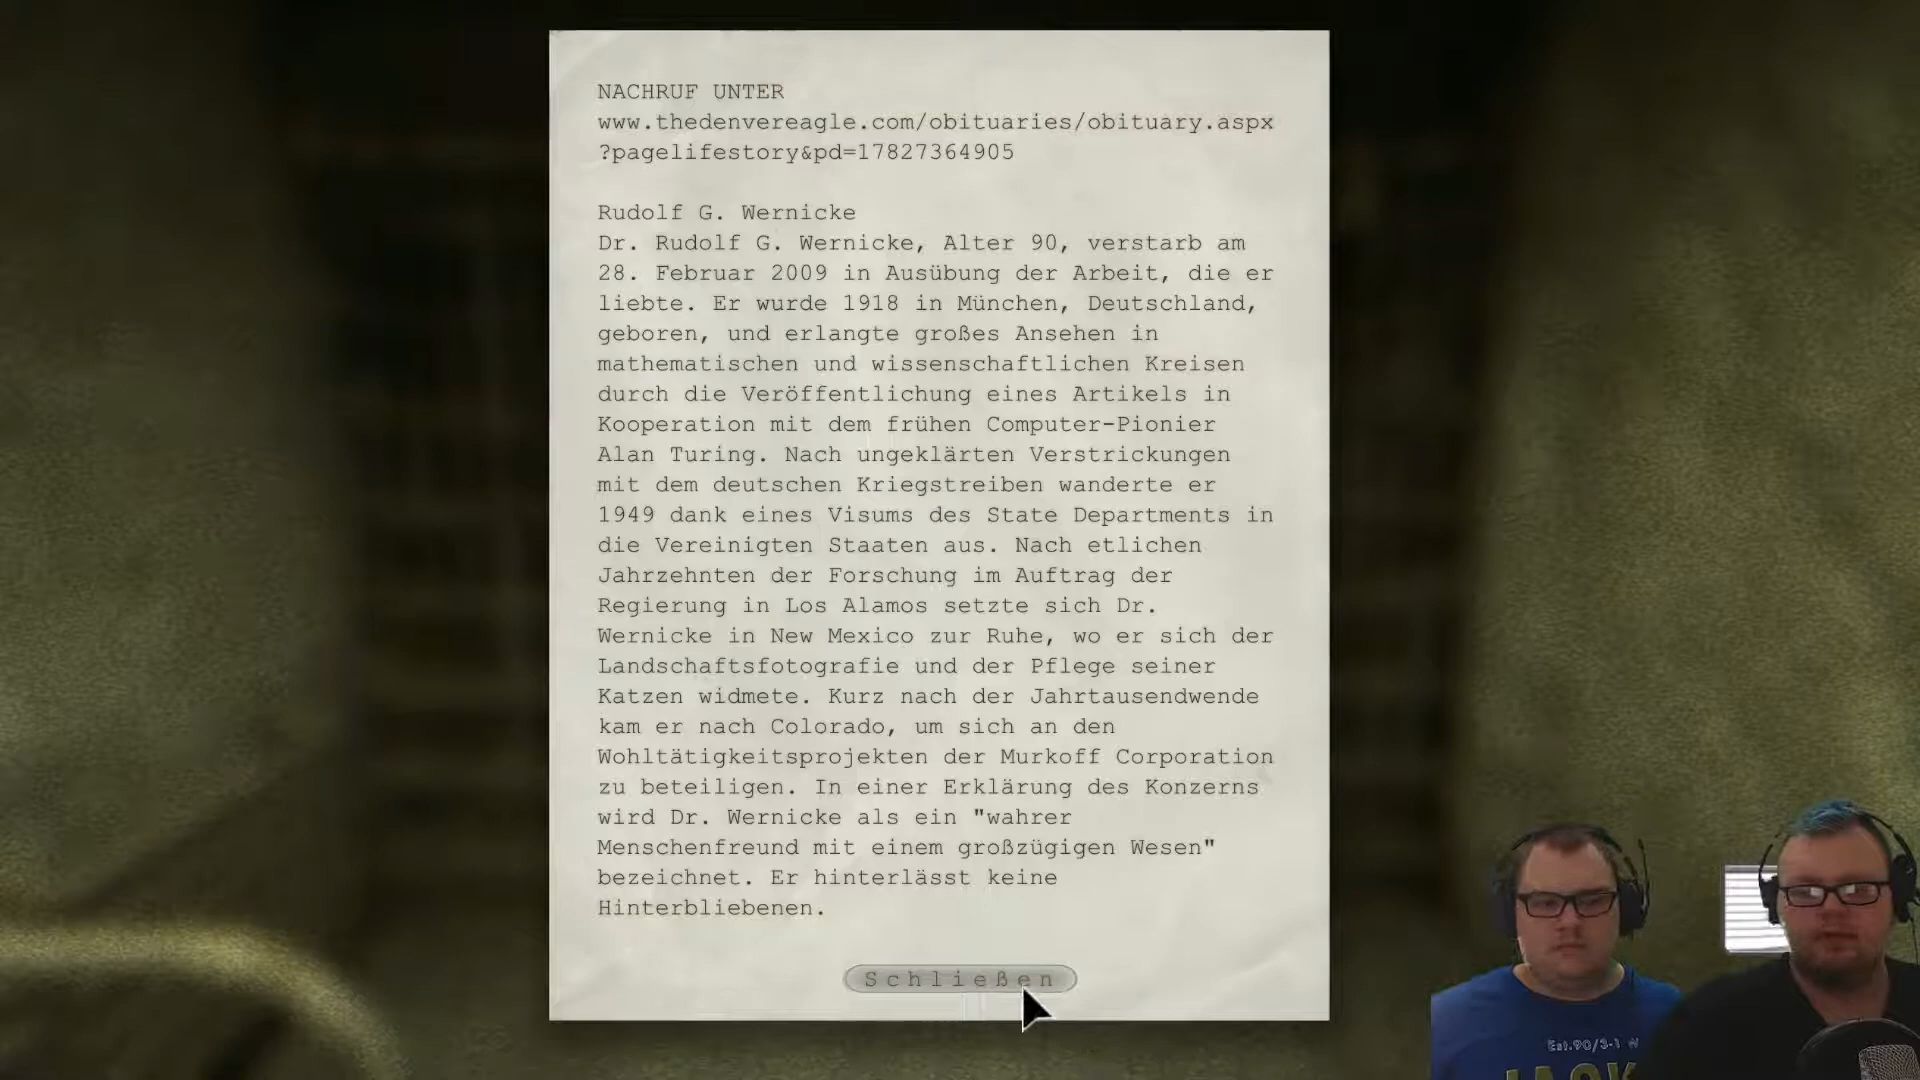 NACHRUF UNTER
www.thedenvereagle.com/obituaries/obituary.aspx
?pagelifestory&pd=17827364905
Rudolf G. Wernicke
Dr. Rudolf G. Wernicke, Alter 90, verstarb am
28. Februar 2009 in Ausübung der Arbeit, die er
liebte. Er wurde 1918 in München, Deutschland,
geboren, und erlangte großes Ansehen in
mathematischen und wissenschaftlichen Kreisen
durch die Veröffentlichung eines Artikels in
Kooperation mit dem frühen Computer-Pionier
Alan Turing. Nach ungeklärten Verstrickungen
mit dem deutschen Kriegstreiben wanderte er
1949 dank eines Visums des State Departments in
die Vereinigten Staaten aus. Nach etlichen
Jahrzehnten der Forschung im Auftrag der
Regierung in Los Alamos setzte sich Dr.
Wernicke in New Mexico zur Ruhe, wo er sich der
Landschaftsfotografie und der Pflege seiner
Katzen widmete. Kurz nach der Jahrtausendwende
kam er nach Colorado, um sich an den
Wohltätigkeitsprojekten der Murkoff Corporation
zu beteiligen. In einer Erklärung des Konzerns
wird Dr. Wernicke als ein "wahrer
Menschenfreund mit einem großzügigen Wesen"
bezeichnet. Er hinterlässt keine
Hinterbliebenen.
Schließen
Est.90/3-1
JACK